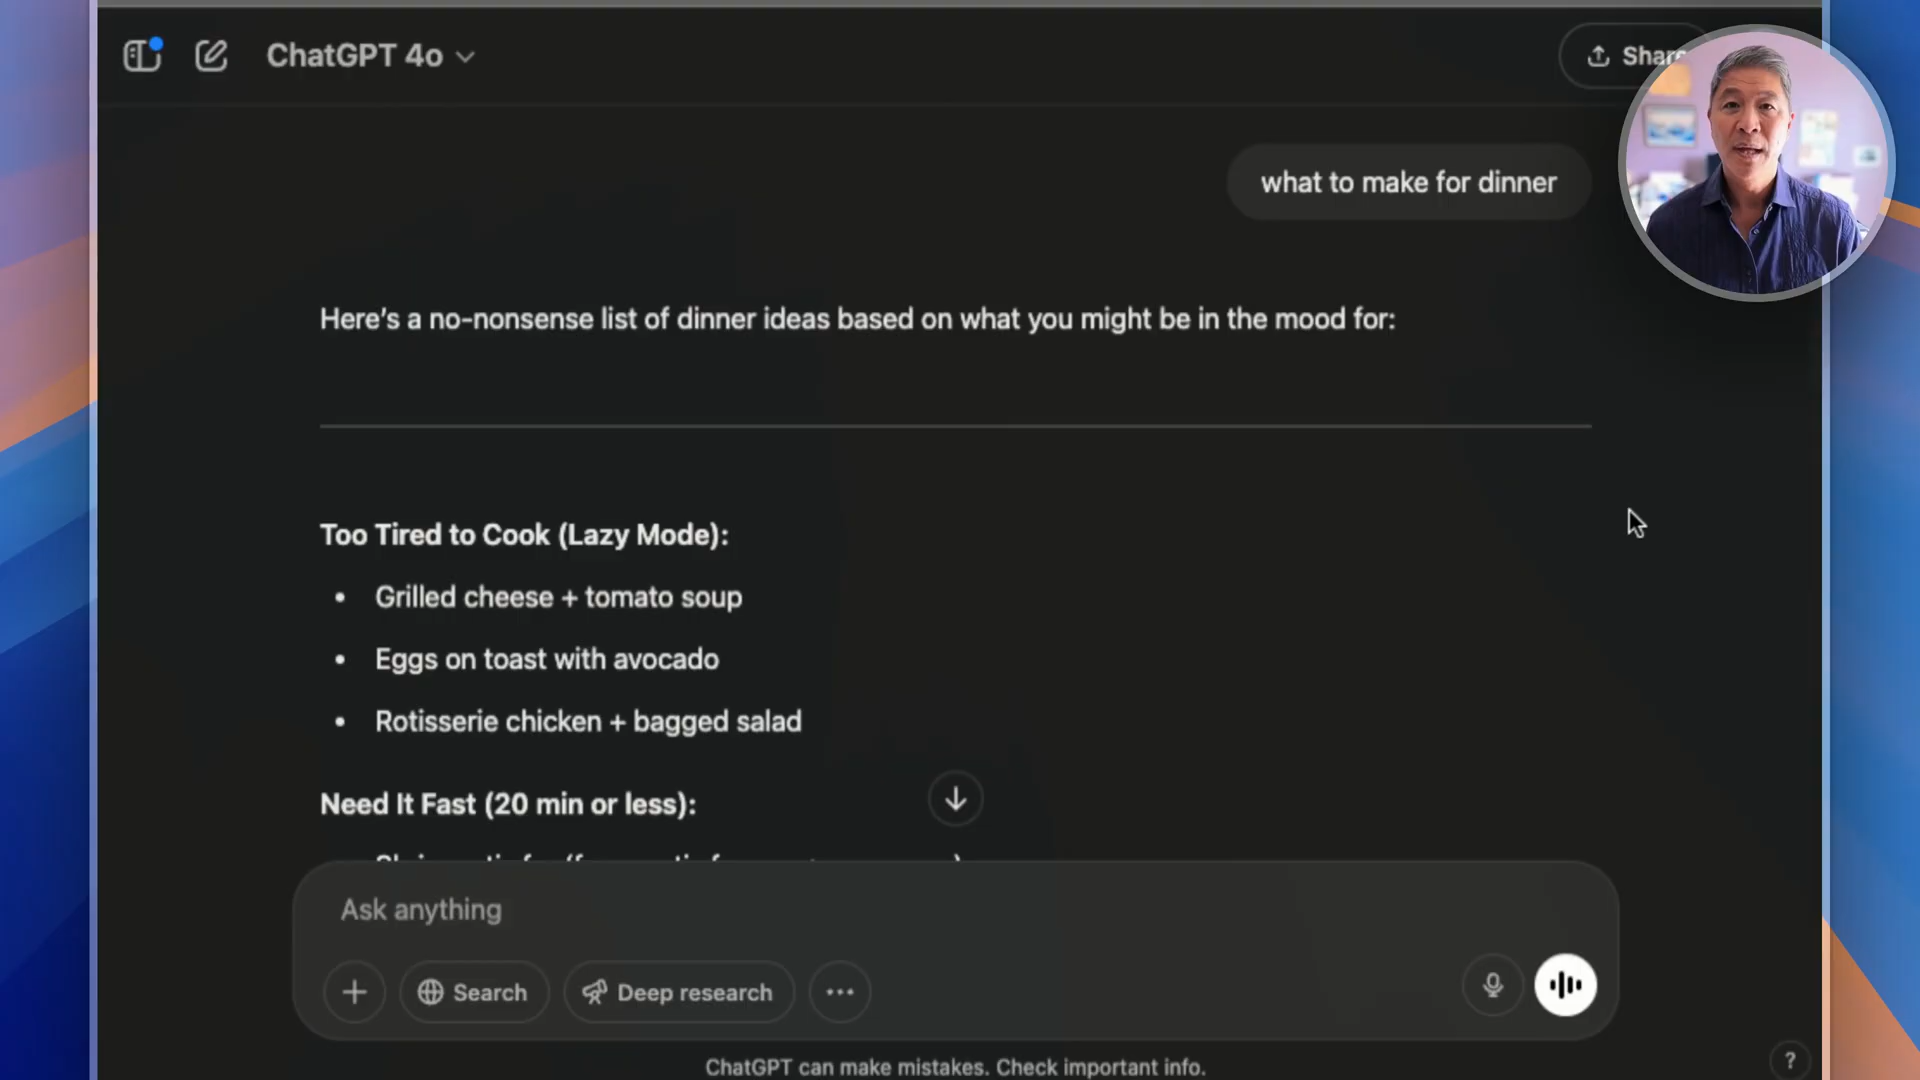 ChatGPT 4o
Share
what to make for dinner
Here's a no-nonsense list of dinner ideas based on what you might be in the mood for:
Too Tired to Cook (Lazy Mode):
• Grilled cheese + tomato soup
• Eggs on toast with avocado
• Rotisserie chicken + bagged salad
Need It Fast (20 min or less):
Ask anything
Search
Deep research
ChatGPT can make mistakes. Check important info.
?